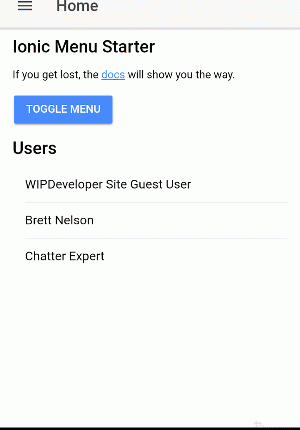 Home
Ionic Menu Starter
If you get lost, the docs will show you the way.
TOGGLE MENU
Users
WIPDeveloper Site Guest User
Brett Nelson
Chatter Expert